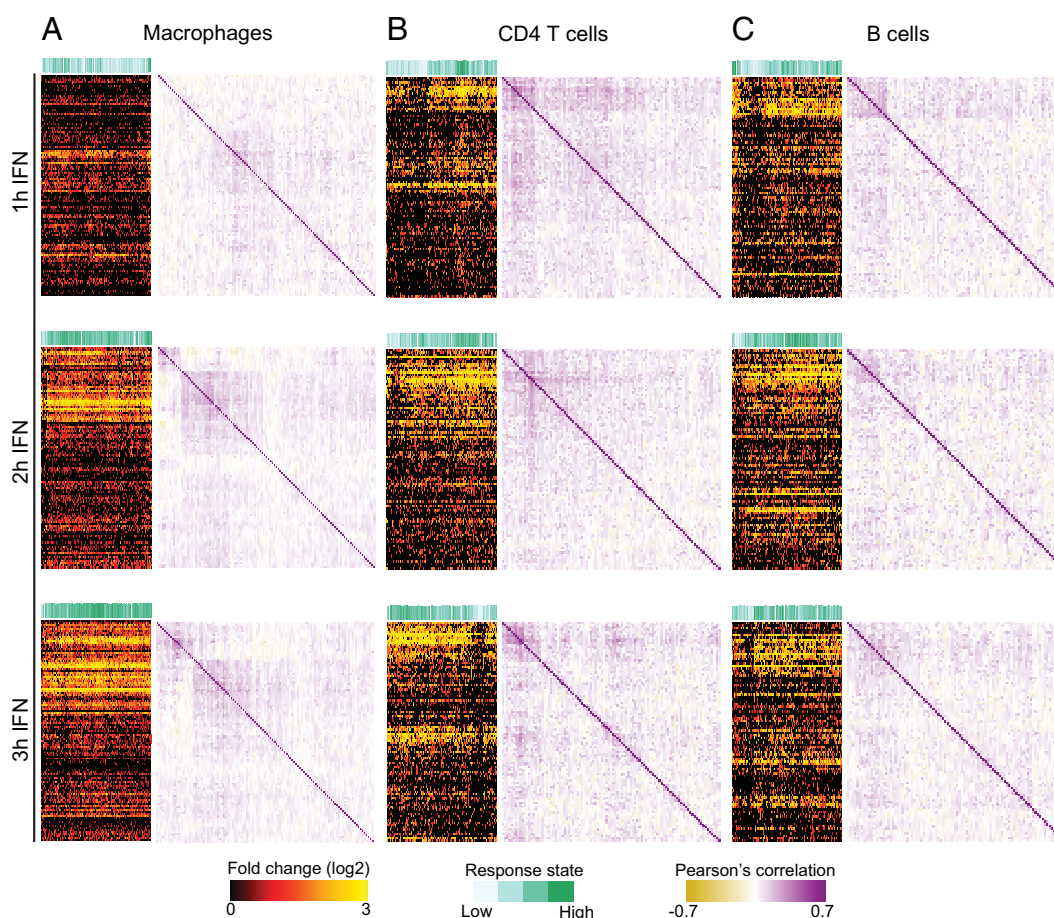 A
Macrophages
B
CD4 T cells
C
B cells
1h IFN
2h IFN
3h IFN
Fold change (log2)
0
3
Response state
Low
High
Pearson's correlation
-0.7
0.7